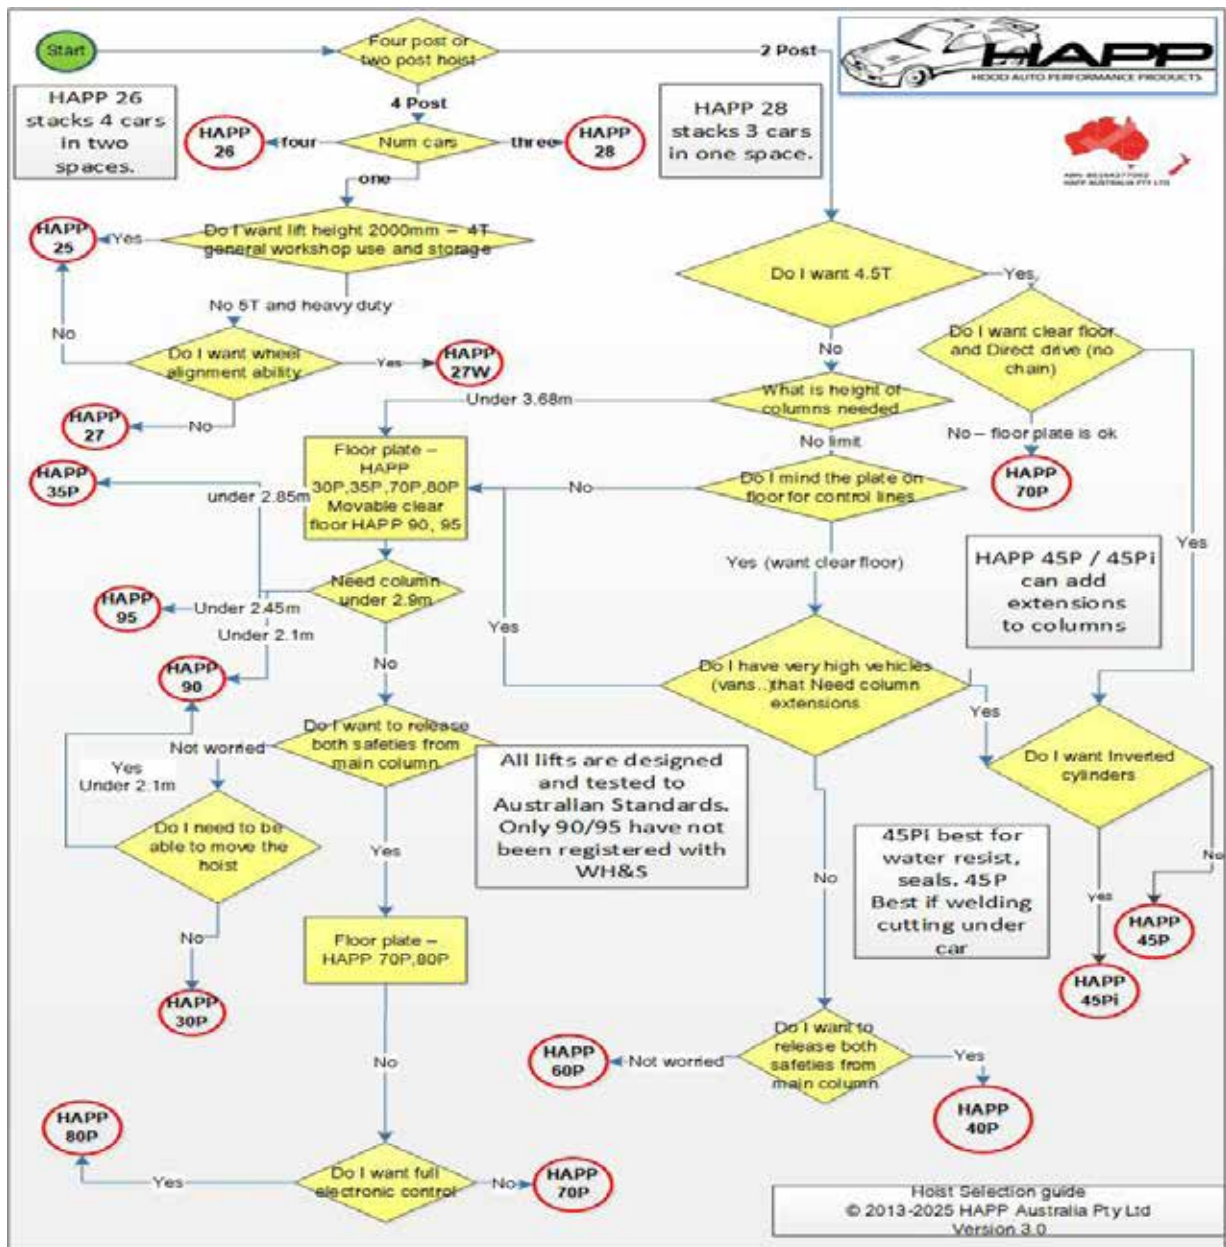 Start
Four post or
two post hoist
2 Post
HAPP
HOOD AUTO PERFORMANCE PRODUCTS
HAPP 26
stacks 4 cars
in two
spaces.
4 Post
HAPP
26
four
Num cars
three
HAPP
28
HAPP 28
stacks 3 cars
in one space.
HAPP AUSTRALIA PTY LTD
one
HAPP
25
Yes
Do I want lift height 2000mm – 4T
general workshop use and storage
Do I want 4.5T
Yes
No 5T and heavy duty
No
Do I want wheel
alignment ability
Yes
HAPP
27W
No
HAPP
27
No
Do I want clear floor
and Direct drive (no
chain)
What is height of
columns needed
Under 3.68m
No limit
No – floor plate is ok
HAPP
70P
Yes
HAPP
35P
under 2.85m
Floor plate –
HAPP
30P,35P,70P,80P
Movable clear
floor HAPP 90, 95
No
Do I mind the plate on
floor for control lines
Yes (want clear floor)
HAPP 45P / 45Pi
can add
extensions
to columns
Need column
under 2.9m
HAPP
95
Under 2.45m
Under 2.1m
Yes
No
HAPP
90
Do I have very high vehicles
(vans..)that Need column
extensions
Yes
Do I want to release
both safeties from
main column
Not worried
Yes
Under 2.1m
All lifts are designed
and tested to
Australian Standards.
Only 90/95 have not
been registered with
WH&S
Do I want Inverted
cylinders
Do I need to be
able to move the
hoist
Yes
No
45Pi best for
water resist,
seals. 45P
Best if welding
cutting under
car
No
yes
HAPP
45P
HAPP
45Pi
No
Floor plate –
HAPP 70P,80P
HAPP
30P
Do I want to
release both
safeties from
main column
HAPP
60P
Not worried
Yes
HAPP
40P
No
HAPP
80P
Yes
Do I want full
electronic control
No
HAPP
70P
Hoist Selection guide
© 2013-2025 HAPP Australia Pty Ltd
Version 3.0